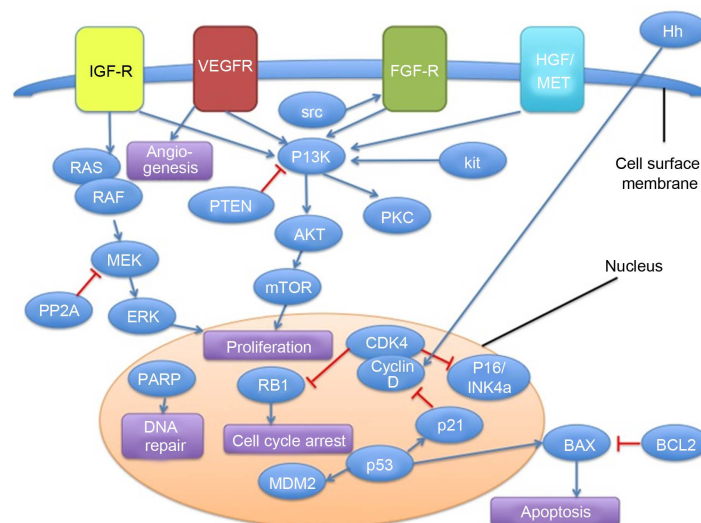 Hh
IGF-R
VEGFR
FGF-R
HGF/
MET
src
Angio-
genesis
RAS
RAF
P13K
kit
Cell surface
membrane
PTEN
PKC
AKT
MEK
mTOR
Nucleus
PP2A
ERK
Proliferation
CDK4
Cyclin
D
P16/
INK4a
PARP
RB1
DNA
repair
Cell cycle arrest
p21
p53
MDM2
BAX
BCL2
Apoptosis